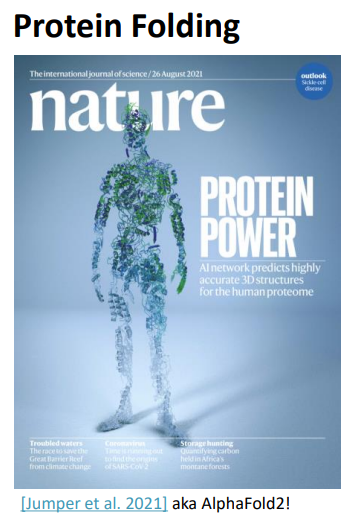 Protein Folding
The international journal of science / 26 August 2021
outlook
Sickle-cell
disease
nature
PROTEIN
POWER
AI network predicts highly
accurate 3D structures
for the human proteome
Troubled waters
The race to save the
Great Barrier Reef
from climate change
Coronavirus
Time is running out
to find the origins
of SARS-CoV-2
Storage hunting
Quantifying carbon
held in Africa's
montane forests
[Jumper et al. 2021] aka AlphaFold2!